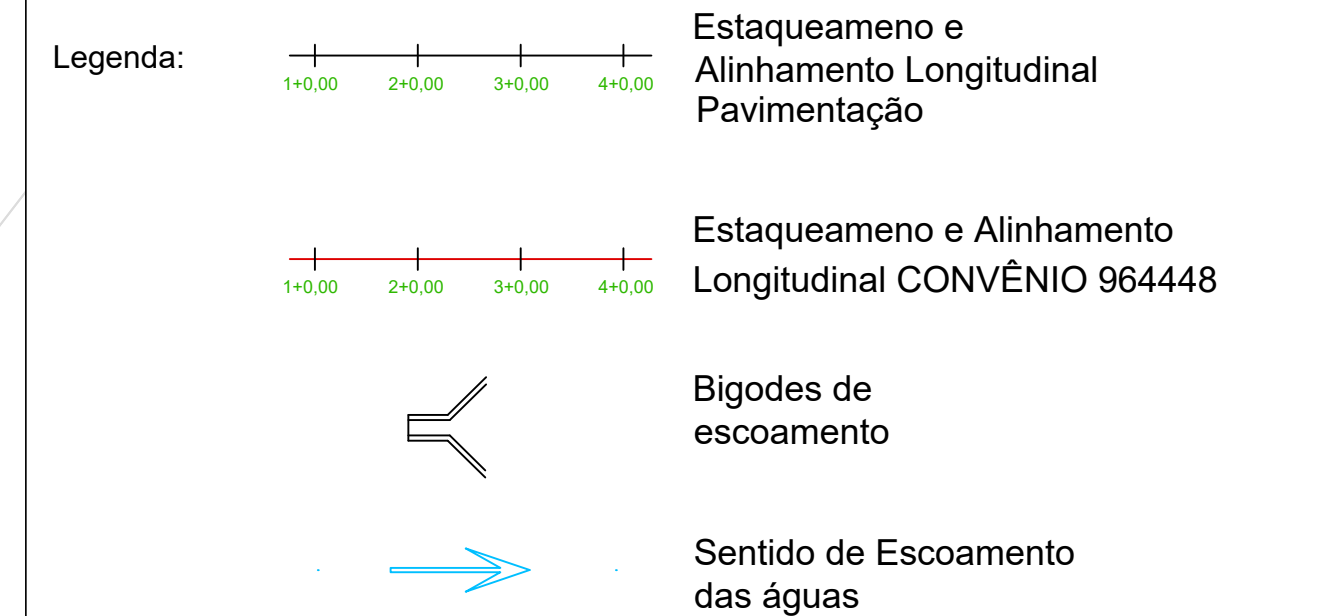 Legenda:
Estaqueameno e
Alinhamento Longitudinal
Pavimentação
1+0,00 2+0,00 3+0,00 4+0,00
Estaqueameno e Alinhamento
Longitudinal CONVÊNIO 964448
1+0,00 2+0,00 3+0,00 4+0,00
Bigodes de
escoamento
Sentido de Escoamento
das águas